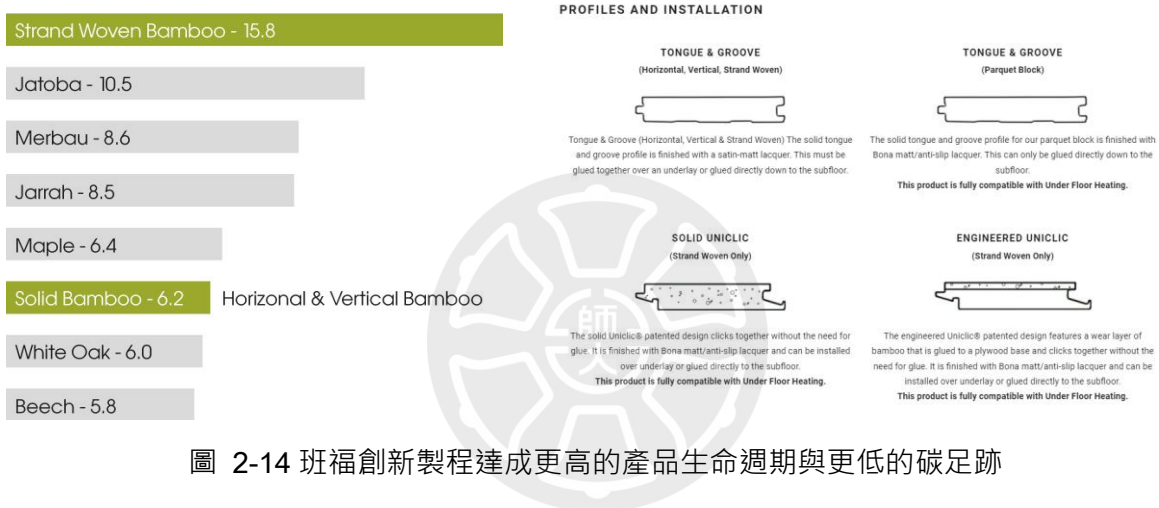 Strand Woven Bamboo - 15.8
Jatoba - 10.5
Merbau - 8.6
Jarrah - 8.5
Maple - 6.4
Solid Bamboo - 6.2
Horizonal & Vertical Bamboo
White Oak - 6.0
Beech - 5.8
PROFILES AND INSTALLATION
TONGUE & GROOVE
(Horizontal, Vertical, Strand Woven)
Tongue & Groove (Horizontal, Vertical & Strand Woven) The solid tongue
and groove profile is finished with a satin-matt lacquer. This must be
glued together over an underlay or glued directly down to the subfloor.
TONGUE & GROOVE
(Parquet Block)
The solid tongue and groove profile for our parquet block is finished with
Bona matt/anti-slip lacquer. This can only be glued directly down to the
subfloor.
This product is fully compatible with Under Floor Heating.
SOLID UNICLIC
(Strand Woven Only)
The solid Uniclic® patented design clicks together without the need for
glue. It is finished with Bona matt/anti-slip lacquer and can be installed
over underlay or glued directly to the subfloor.
This product is fully compatible with Under Floor Heating.
ENGINEERED UNICLIC
(Strand Woven Only)
The engineered Uniclic® patented design features a wear layer of
bamboo that is glued to a plywood base and clicks together without the
need for glue. It is finished with Bona matt/anti-slip lacquer and can be
installed over underlay or glued directly to the subfloor.
This product is fully compatible with Under Floor Heating.
師大
圖 2-14 班福創新製程達成更高的產品生命週期與更低的碳足跡